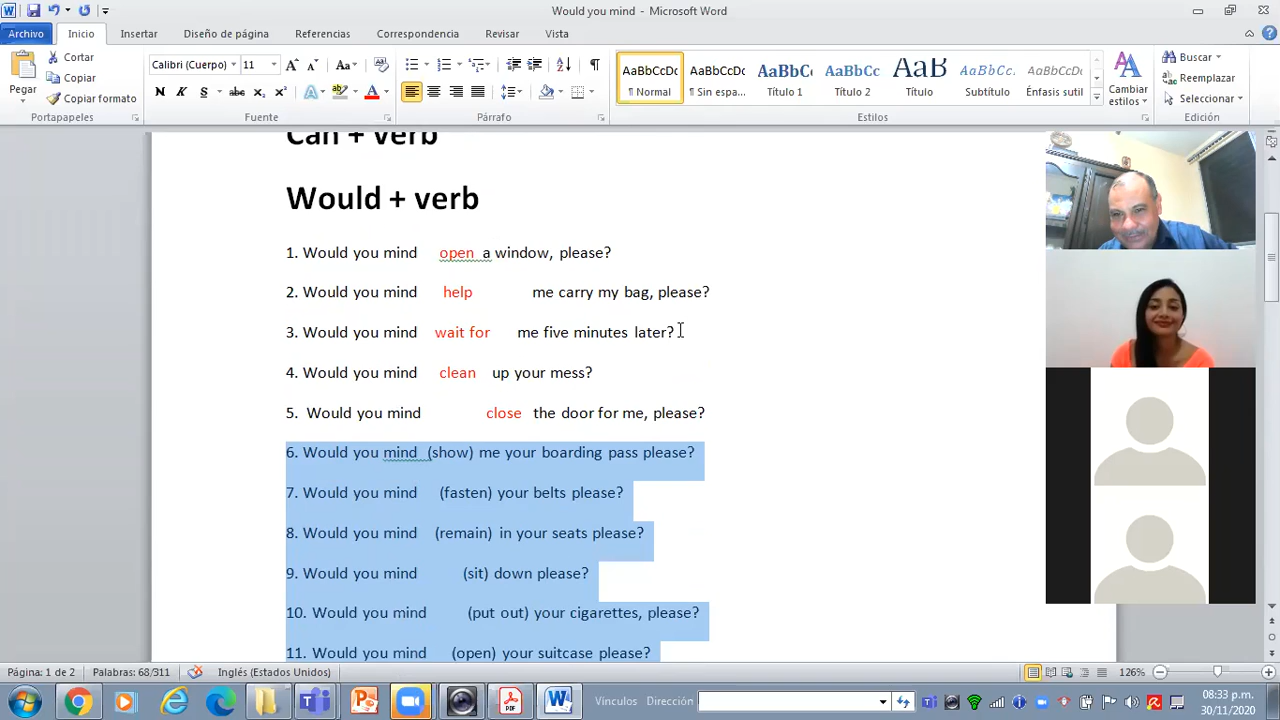 Would you mind - Microsoft Word
Archivo Inicio Insertar Diseño de página Referencias Correspondencia Revisar Vista
Cortar
Copiar
Copiar formato
Pegar
Portapapeles
Calibri (Cuerpo) 11
N K S abc x₂ x²
Fuente
Párrafo
AaBbCcDc AaBbCcDc AaBbC AaBbCc AaB AaBbCc. AaBbCcDc
¶ Normal ¶ Sin espa... Título 1 Título 2 Título Subtítulo Énfasis sutil
Cambiar estilos
Estilos
Buscar
Reemplazar
Seleccionar
Edición
Can + verb
Would + verb
1. Would you mind open a window, please?
2. Would you mind help me carry my bag, please?
3. Would you mind wait for me five minutes later?
4. Would you mind clean up your mess?
5. Would you mind close the door for me, please?
6. Would you mind (show) me your boarding pass please?
7. Would you mind (fasten) your belts please?
8. Would you mind (remain) in your seats please?
9. Would you mind (sit) down please?
10. Would you mind (put out) your cigarettes, please?
11. Would you mind (open) your suitcase please?
Página: 1 de 2 Palabras: 68/311 Inglés (Estados Unidos) 126%
Vínculos Dirección
08:33 p.m.
30/11/2020